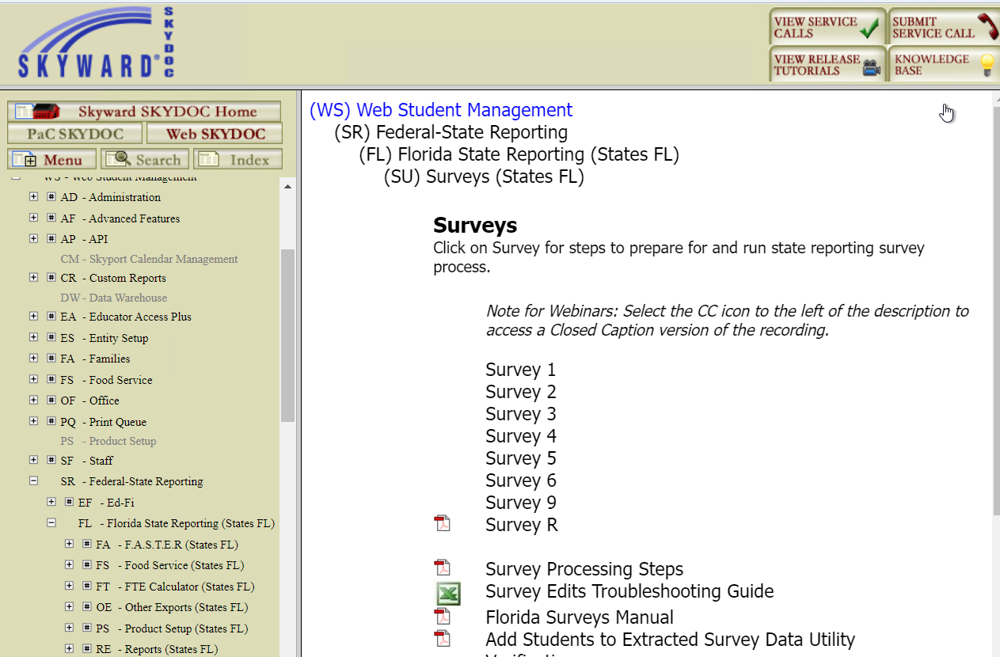 SKYWARD®
SKYDOC
VIEW SERVICE
CALLS
SUBMIT
SERVICE CALL
VIEW RELEASE
TUTORIALS
KNOWLEDGE
BASE
Skyward SKYDOC Home
PaC SKYDOC
Web SKYDOC
Menu
Search
Index
WS - Web Student Management
AD - Administration
AF - Advanced Features
AP - API
CM - Skyport Calendar Management
CR - Custom Reports
DW - Data Warehouse
EA - Educator Access Plus
ES - Entity Setup
FA - Families
FS - Food Service
OF - Office
PQ - Print Queue
PS - Product Setup
SF - Staff
SR - Federal-State Reporting
EF - Ed-Fi
FL - Florida State Reporting (States FL)
FA - F.A.S.T.E.R (States FL)
FS - Food Service (States FL)
FT - FTE Calculator (States FL)
OE - Other Exports (States FL)
PS - Product Setup (States FL)
RE - Reports (States FL)
(WS) Web Student Management
(SR) Federal-State Reporting
(FL) Florida State Reporting (States FL)
(SU) Surveys (States FL)
Surveys
Click on Survey for steps to prepare for and run state reporting survey
process.
Note for Webinars: Select the CC icon to the left of the description to
access a Closed Caption version of the recording.
Survey 1
Survey 2
Survey 3
Survey 4
Survey 5
Survey 6
Survey 9
Survey R
Survey Processing Steps
Survey Edits Troubleshooting Guide
Florida Surveys Manual
Add Students to Extracted Survey Data Utility